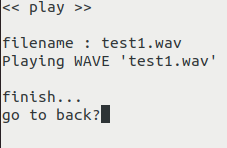 << play >>
filename : test1.wav
Playing WAVE 'test1.wav'
finish...
go to back?